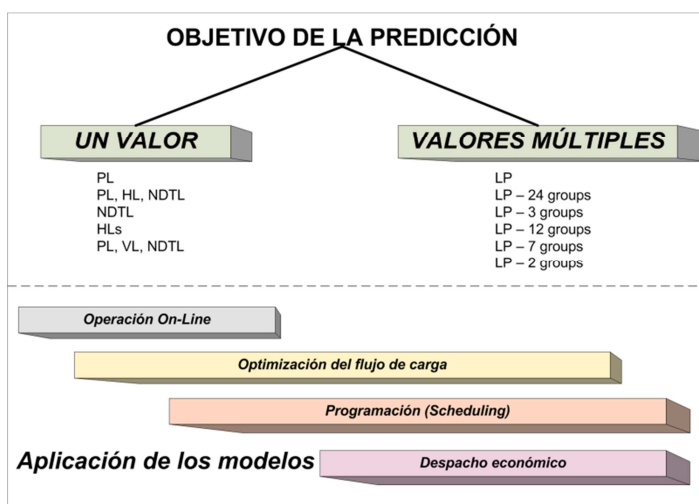 OBJETIVO DE LA PREDICCIÓN
UN VALOR
PL
PL, HL, NDTL
NDTL
HLs
PL, VL, NDTL
VALORES MÚLTIPLES
LP
LP – 24 groups
LP – 3 groups
LP – 12 groups
LP – 7 groups
LP – 2 groups
Operación On-Line
Optimización del flujo de carga
Programación (Scheduling)
Aplicación de los modelos
Despacho económico